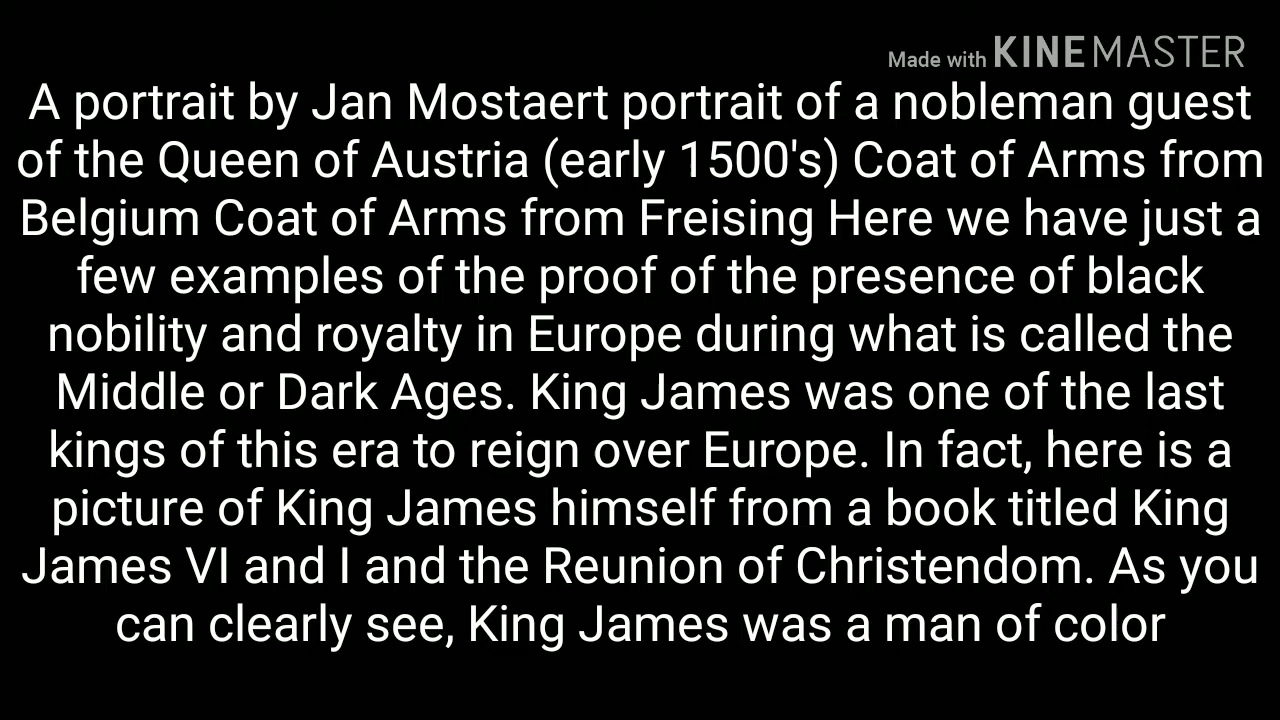 Made with KINEMASTER
A portrait by Jan Mostaert portrait of a nobleman guest
of the Queen of Austria (early 1500's) Coat of Arms from
Belgium Coat of Arms from Freising Here we have just a
few examples of the proof of the presence of black
nobility and royalty in Europe during what is called the
Middle or Dark Ages. King James was one of the last
kings of this era to reign over Europe. In fact, here is a
picture of King James himself from a book titled King
James VI and I and the Reunion of Christendom. As you
can clearly see, King James was a man of color